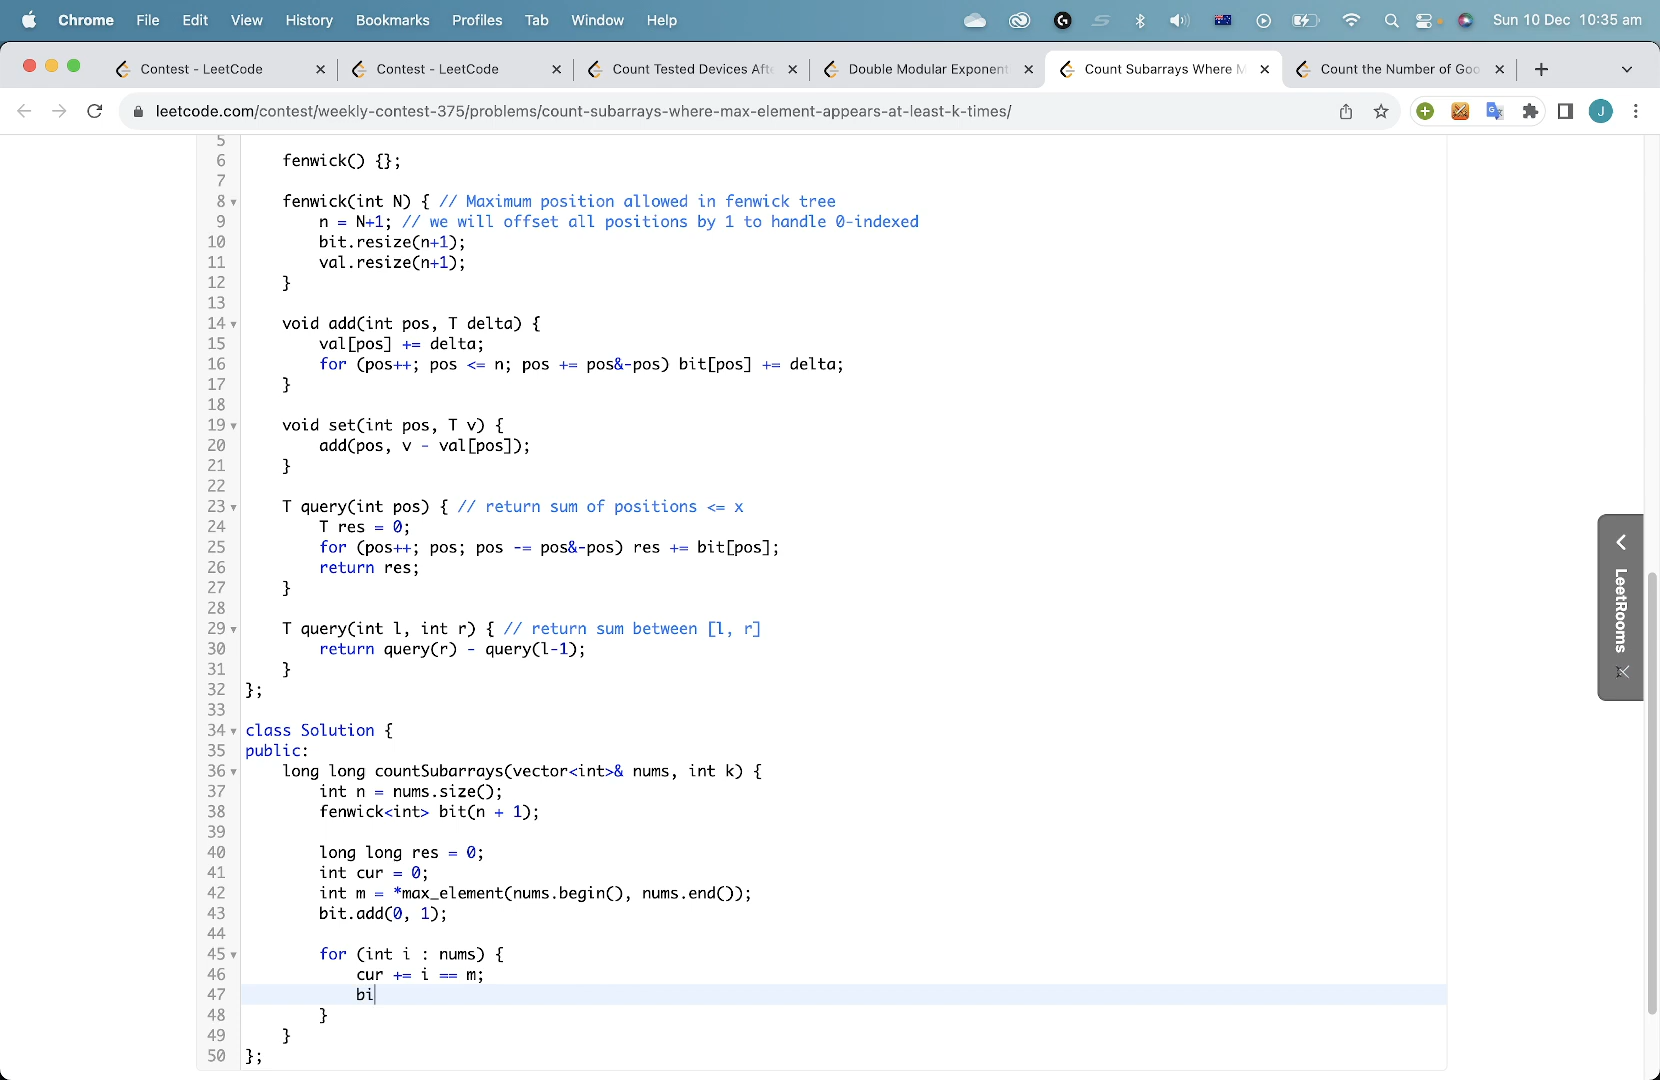 Chrome File Edit View History Bookmarks Profiles Tab Window Help Sun 10 Dec 10:35 am
Contest - LeetCode Contest - LeetCode Count Tested Devices Afte Double Modular Exponent Count Subarrays Where M Count the Number of Goo
leetcode.com/contest/weekly-contest-375/problems/count-subarrays-where-max-element-appears-at-least-k-times/ J
5
6 fenwick() {};
7
8 fenwick(int N) { // Maximum position allowed in fenwick tree
9 n = N+1; // we will offset all positions by 1 to handle 0-indexed
10 bit.resize(n+1);
11 val.resize(n+1);
12 }
13
14 void add(int pos, T delta) {
15 val[pos] += delta;
16 for (pos++; pos <= n; pos += pos&-pos) bit[pos] += delta;
17 }
18
19 void set(int pos, T v) {
20 add(pos, v - val[pos]);
21 }
22
23 T query(int pos) { // return sum of positions <= x
24 T res = 0;
25 for (pos++; pos; pos -= pos&-pos) res += bit[pos];
26 return res;
27 }
28
29 T query(int l, int r) { // return sum between [l, r]
30 return query(r) - query(l-1);
31 }
32 };
33
34 class Solution {
35 public:
36 long long countSubarrays(vector<int>& nums, int k) {
37 int n = nums.size();
38 fenwick<int> bit(n + 1);
39
40 long long res = 0;
41 int cur = 0;
42 int m = *max_element(nums.begin(), nums.end());
43 bit.add(0, 1);
44
45 for (int i : nums) {
46 cur += i == m;
47 bi
48 }
49 }
50 };
LeetRooms